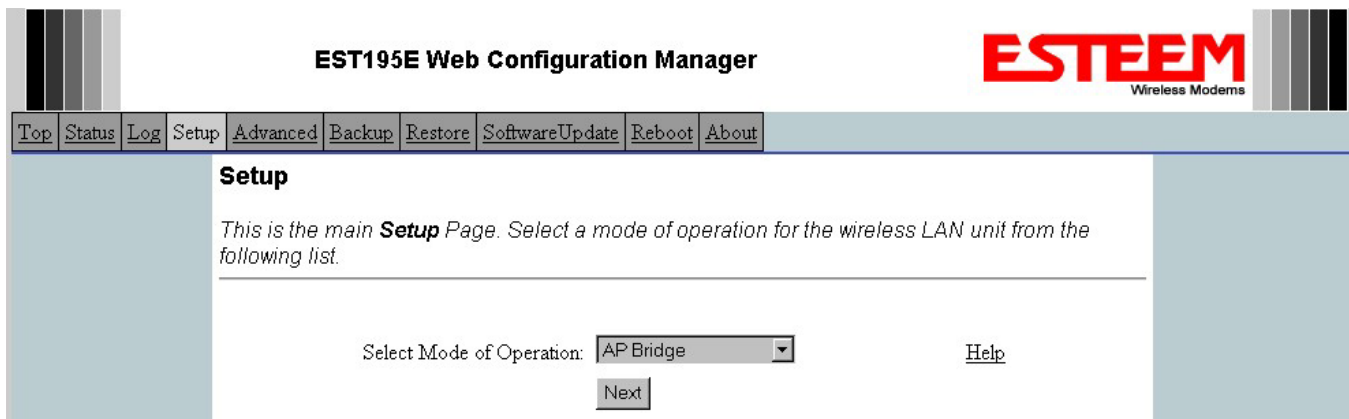 EST195E Web Configuration Manager
ESTEEM
Wireless Modems
Top Status Log Setup Advanced Backup Restore SoftwareUpdate Reboot About
Setup
This is the main Setup Page. Select a mode of operation for the wireless LAN unit from the
following list.
Select Mode of Operation: AP Bridge Help
Next